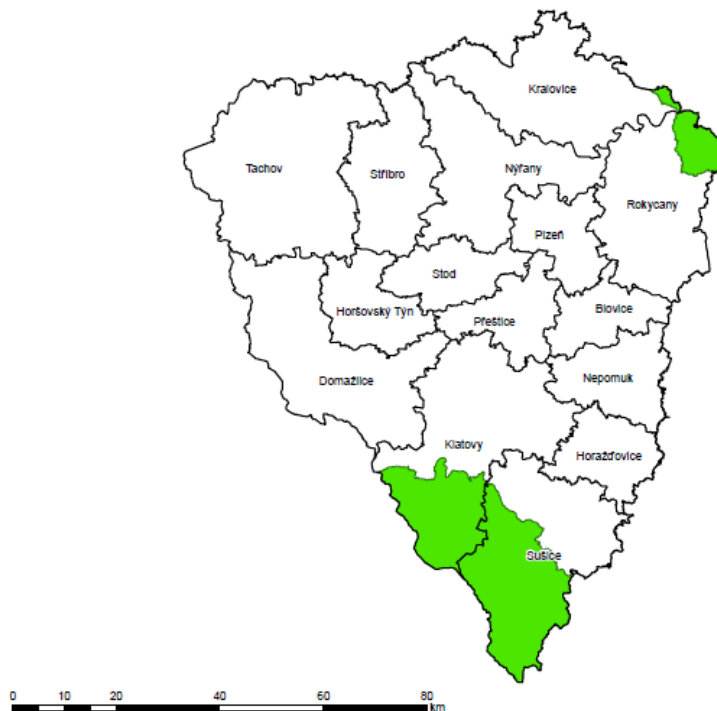 Kralovice
Tachov
Stříbro
Nýřany
Rokycany
Plzeň
Stod
Horšovský Týn
Přeštice
Blovice
Domažlice
Nepomuk
Klatovy
Horažďovice
Sušice
0 10 20 40 60 80
km